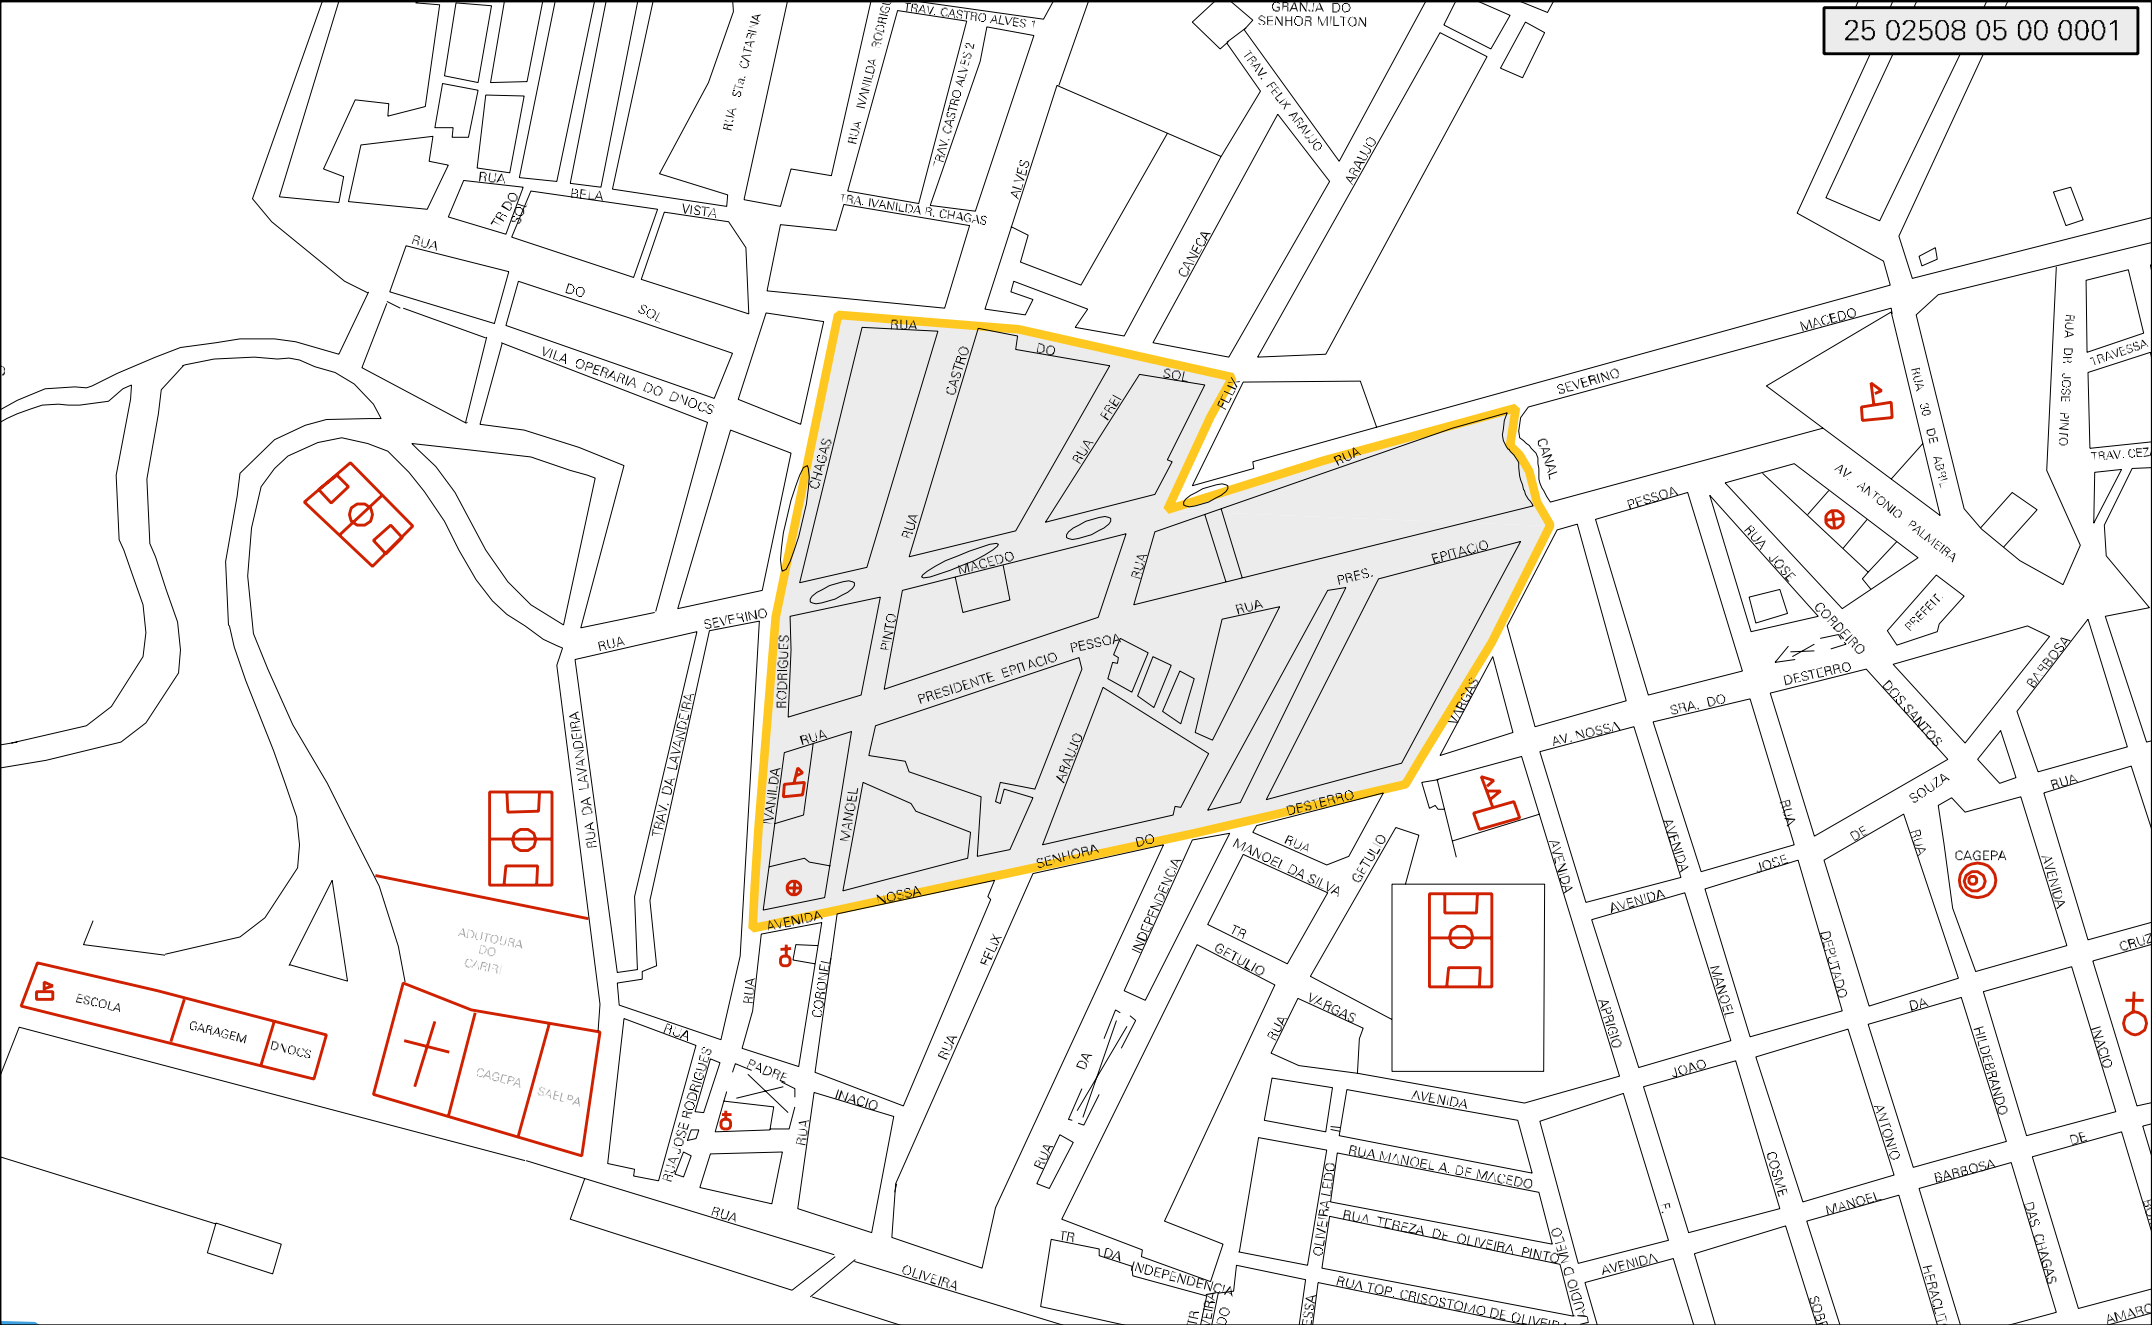 25 02508 05 00 0001
GRANJA DO
SENHOR MILTON
TRAV. CASTRO ALVES 1
RUA STa. CATARINA
RUA IVANILDA
TRAV. CASTRO ALVES 2
TRAV. FELIX ARAUJO
ARAUJO
ALVES
CANECA
RUA
BELA
VISTA
TR DO
SOL
TRA. IVANILDA R. CHAGAS
RUA
DO
SOL
VILA OPERARIA DO DNOCS
RUA
DO
SOL
CASTRO
FREI
RUA
RUA
CHAGAS
FELIX
RUA
SEVERINO
MACEDO
CANAL
RUA 30 DE ABRIL
RUA DR. JOSE PINTO
TRAVESSA
AV. ANTONIO PALMEIRA
PESSOA
RUA JOSE
CORDEIRO
DOS SANTOS
PREFEIT.
BARBOSA
MACEDO
RUA
PRES.
EPITACIO
RUA
RUA
SEVERINO
RODRIGUES
PINTO
PRESIDENTE EPITACIO PESSOA
RUA
IVANILDA
MANOEL
ARAUJO
VARGAS
AV. NOSSA
SRA. DO
DESTERRO
RUA DA LAVANDEIRA
TRAV. DA LAVANDEIRA
AVENIDA
NOSSA
SENHORA
DO
DESTERRO
RUA
MANOEL DA SILVA
GETULIO
TR
GETULIO
VARGAS
RUA
INDEPENDENCIA
DA
RUA
FELIX
RUA
AVENIDA
APRIGIO
AVENIDA
MANOEL
RUA
DEPUTADO
JOSE
DE
SOUZA
RUA
RUA
AVENIDA
CAGEPA
AVENIDA
DA
CRUZ
INACIO
HILDEBRANDO
ANTONIO
COSME
JOAO
AVENIDA
DE
BARBOSA
MANOEL
AVENIDA
DAS CHAGAS
ADUTOURA
DO
CARIRI
ESCOLA
GARAGEM
DNOCS
CAGEPA
SAELPA
RUA
CORONEL
RUA
PADRE
INACIO
RUA
RUA JOSE RODRIGUES
RUA
OLIVEIRA
RUA MANOEL A. DE MACEDO
RUA TEREZA DE OLIVEIRA PINTO
RUA TOP. CRISOSTOMO DE OLIVEIRA
OLIVEIRA LEDO
TR
DA
INDEPENDENCIA